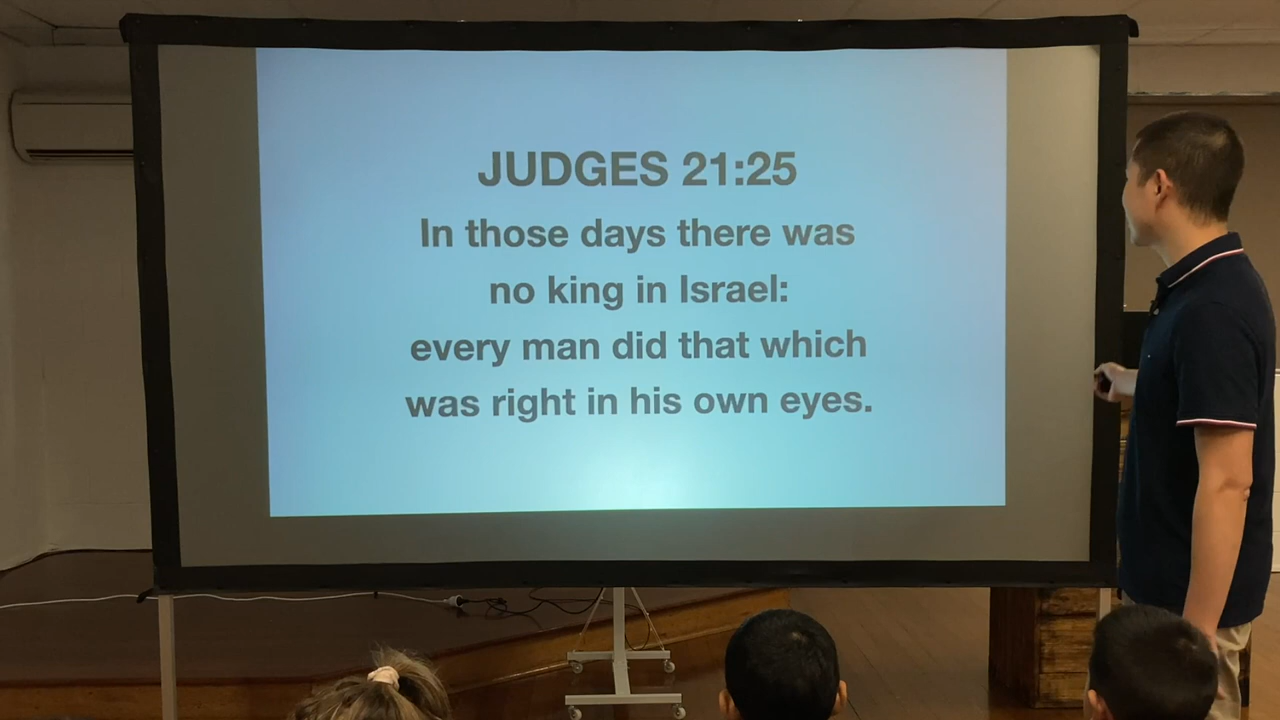 JUDGES 21:25
In those days there was
no king in Israel:
every man did that which
was right in his own eyes.